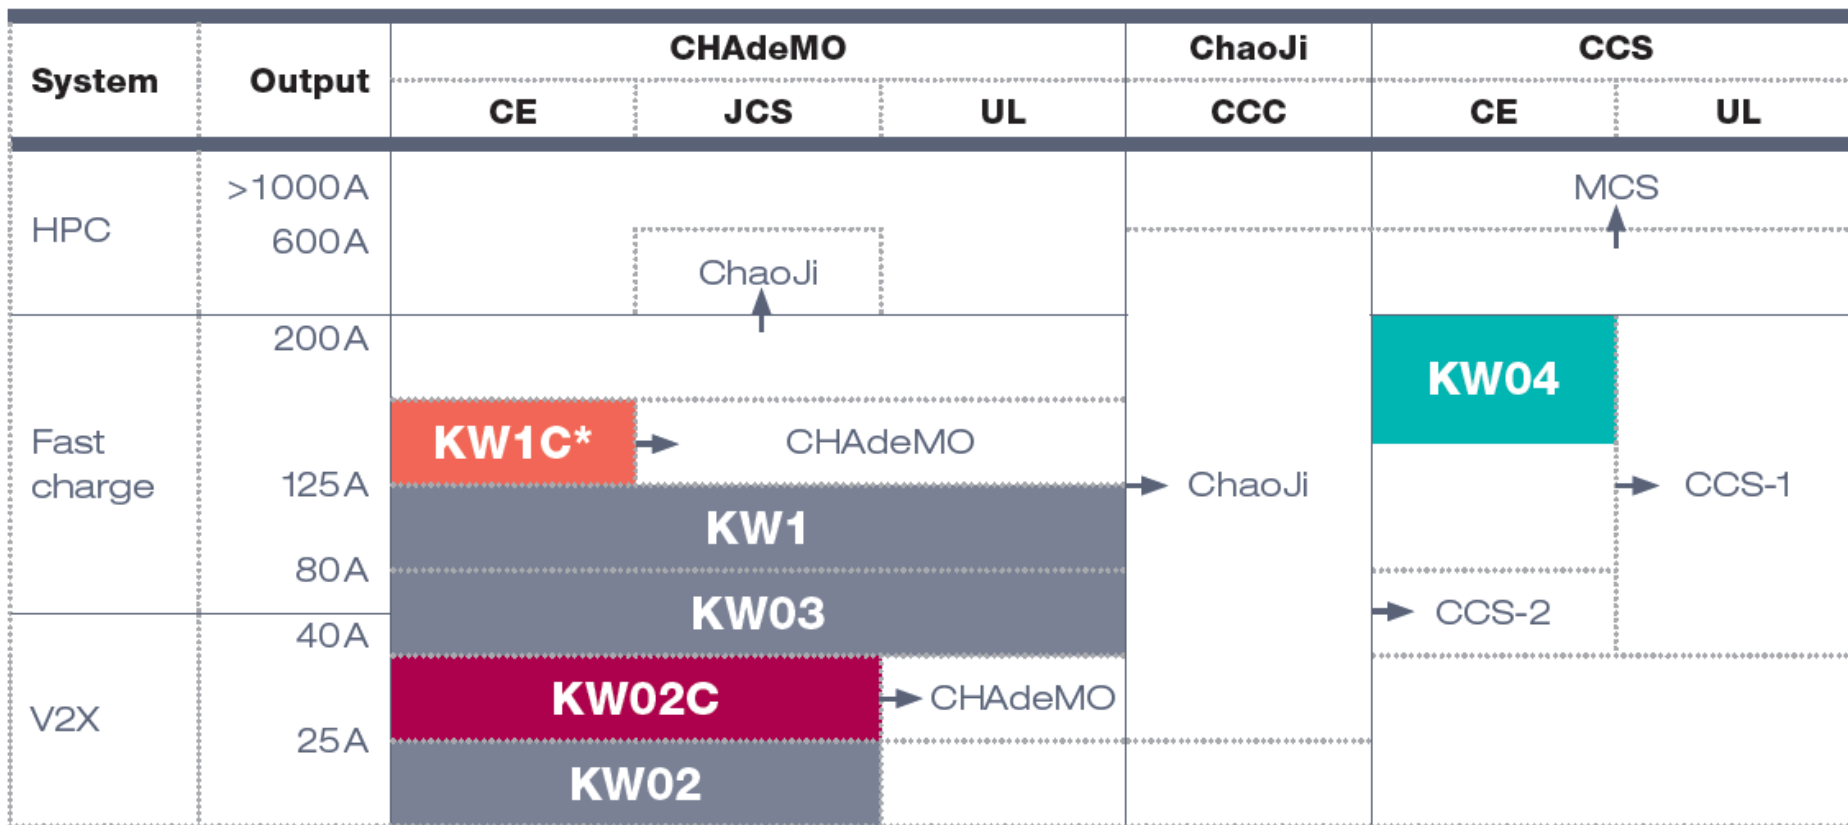 System
Output
CHAdeMO
ChaoJi
CCS
CE
JCS
UL
CCC
CE
UL
HPC
>1000A
MCS
600A
ChaoJi
200A
KW04
Fast
charge
KW1C*
CHAdeMO
125A
ChaoJi
CCS-1
KW1
80A
KW03
CCS-2
40A
V2X
KW02C
CHAdeMO
25A
KW02